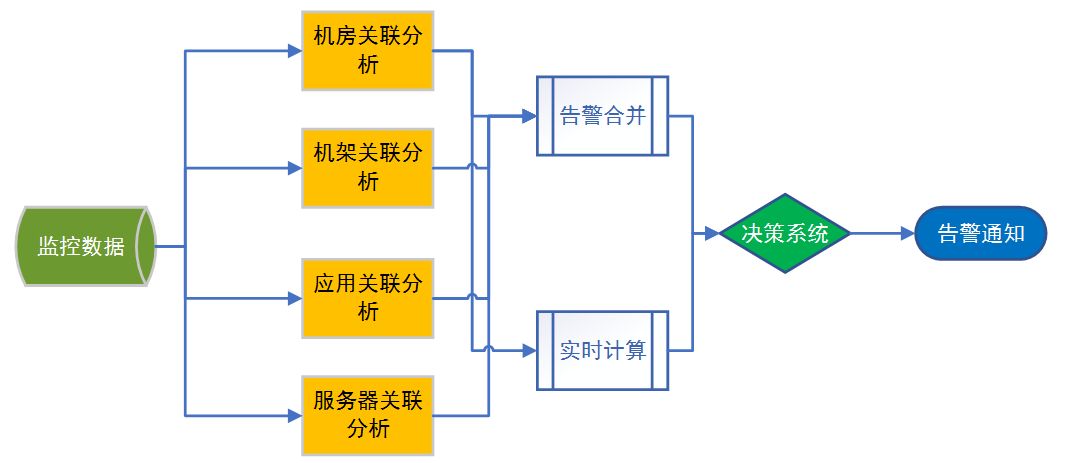 监控数据
机房关联分
析
机架关联分
析
应用关联分
析
服务器关联
分析
告警合并
实时计算
决策系统
告警通知